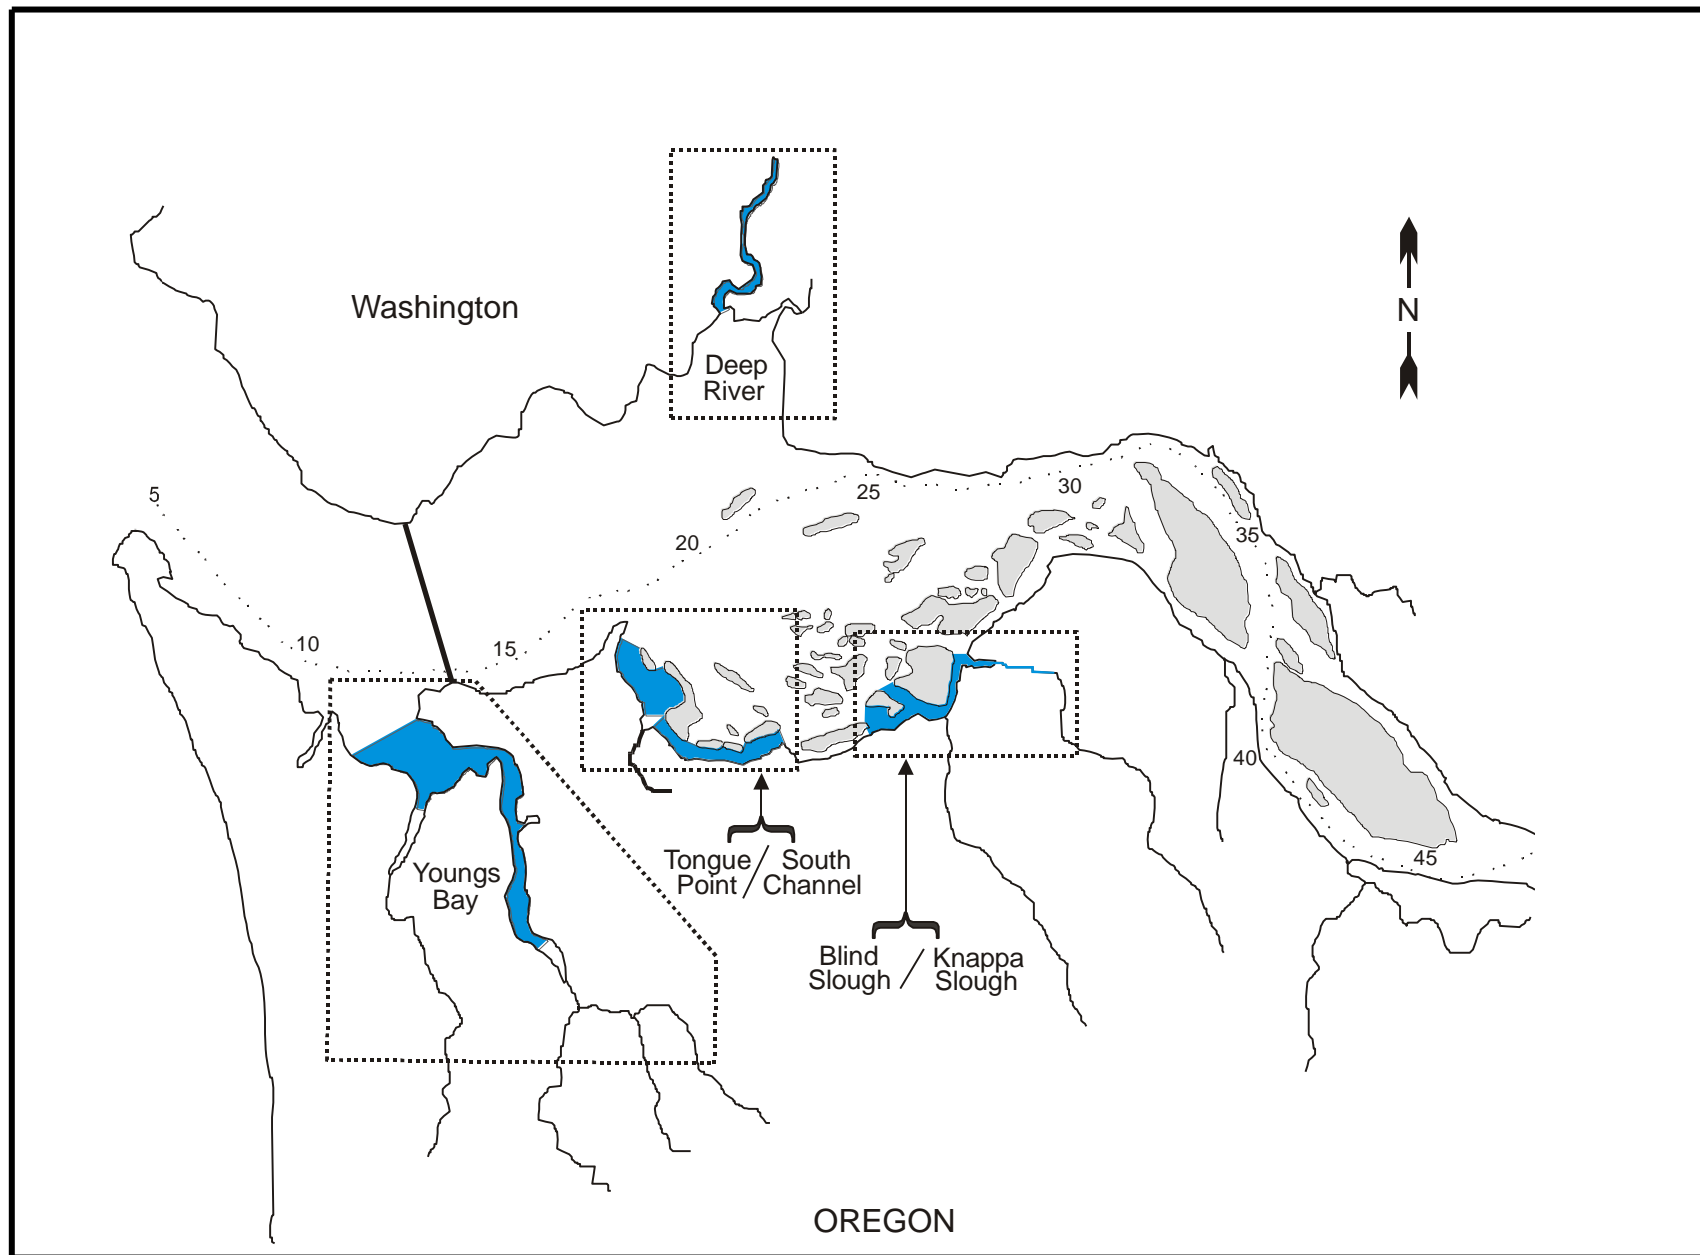 Washington
N
Deep
River
5
25
30
35
20
10
15
40
45
Youngs
Bay
Tongue / South
Point / Channel
Blind / Knappa
Slough / Slough
OREGON